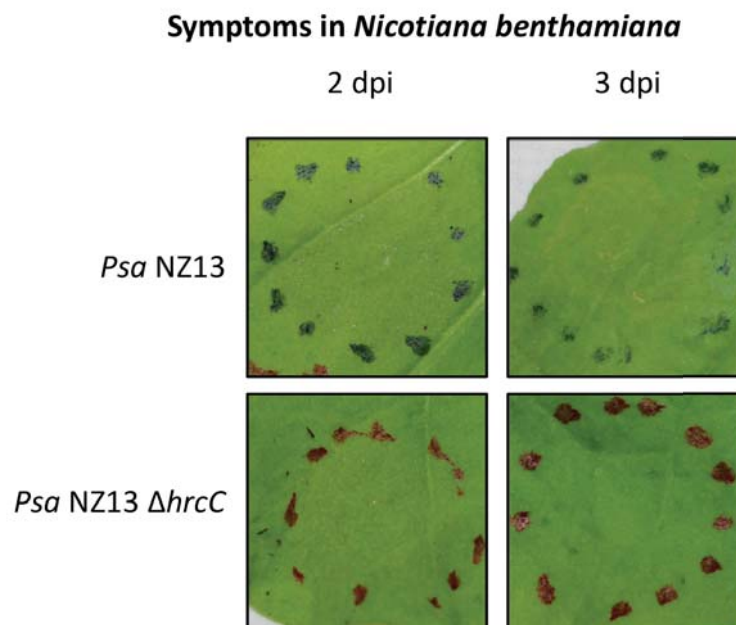 Symptoms in Nicotiana benthamiana
2 dpi 3 dpi
Psa NZ13
Psa NZ13 ΔhrcC